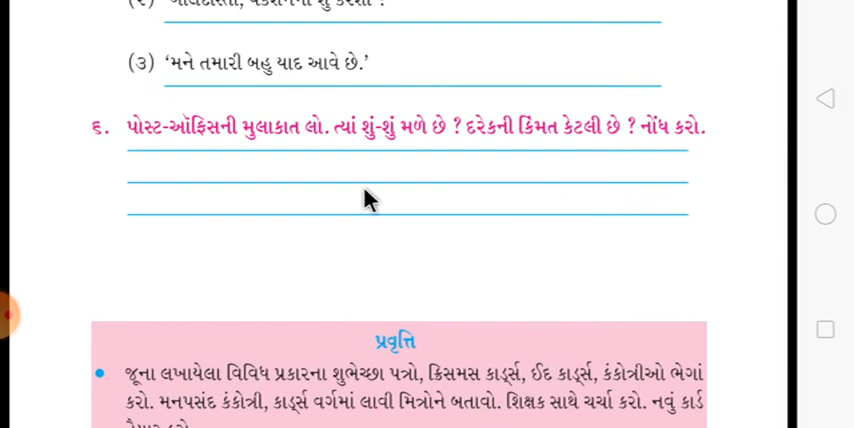 (૩) ‘મને તમારી બહુ યાદ આવે છે.’
૬. પોસ્ટ-ઑફિસની મુલાકાત લો. ત્યાં શું-શું મળે છે ? દરેકની કિંમત કેટલી છે ? નોંધ કરો.
પ્રવૃત્તિ
• જૂના લખાયેલા વિવિધ પ્રકારના શુભેચ્છા પત્રો, ક્રિસમસ કાર્ડ્સ, ઈદ કાર્ડ્સ, કંકોત્રીઓ ભેગાં
કરો. મનપસંદ કંકોત્રી, કાર્ડ્સ વર્ગમાં લાવી મિત્રોને બતાવો. શિક્ષક સાથે ચર્ચા કરો. નવું કાર્ડ